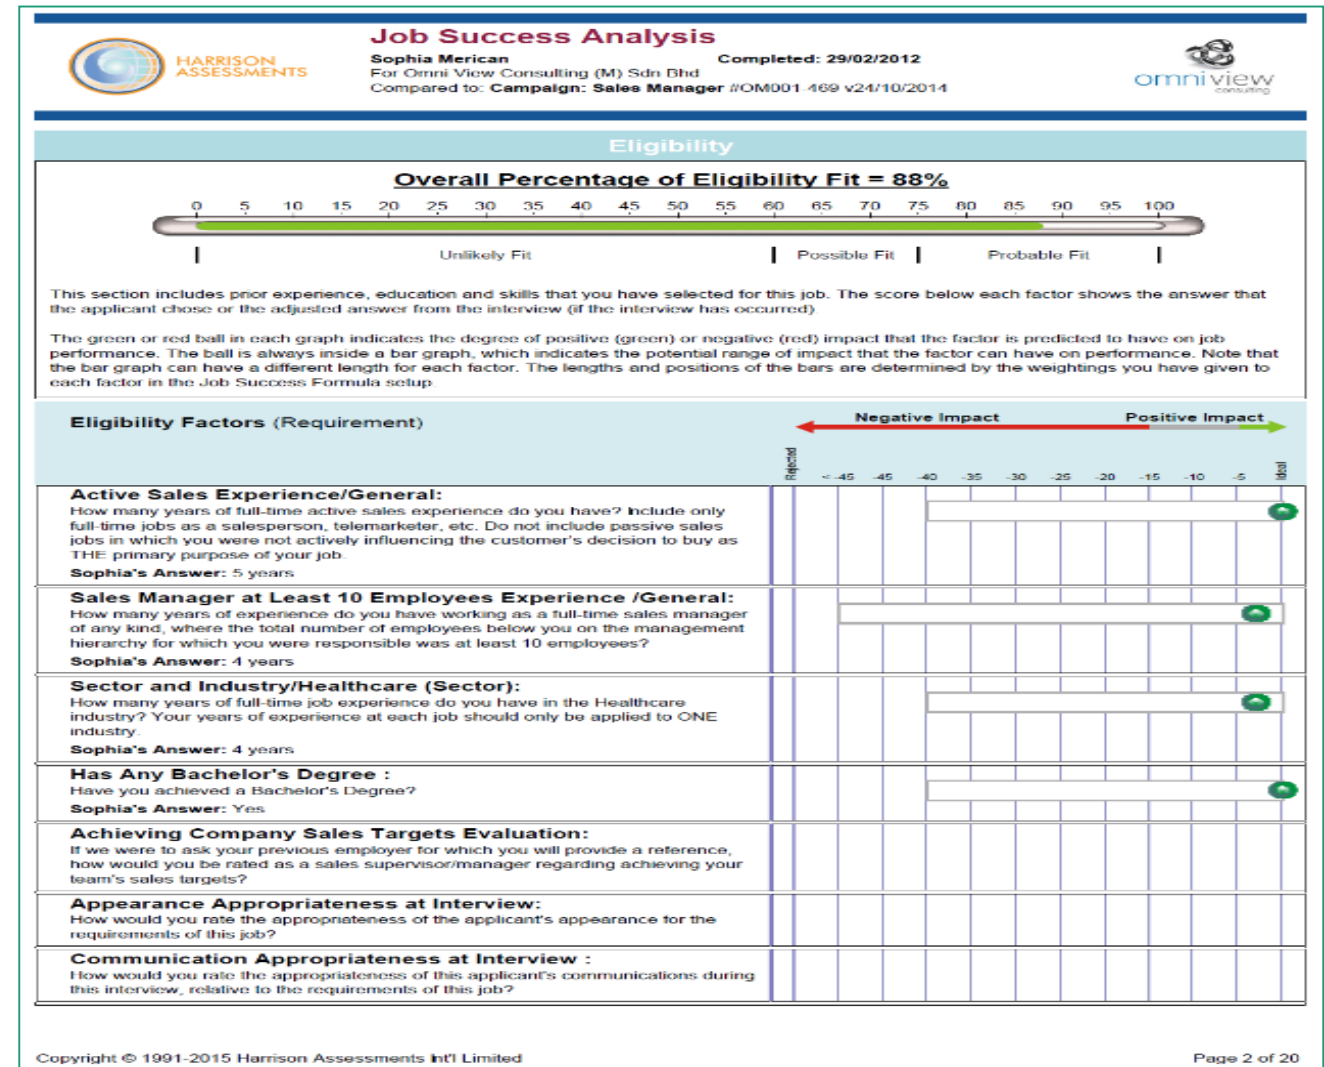 Job Success Analysis
HARRISON
ASSESSMENTS
Sophia Merican Completed: 29/02/2012
For Omni View Consulting (M) Sdn Bhd
Compared to: Campaign: Sales Manager #OM001-469 v24/10/2014
omniview
consulting
Eligibility
Overall Percentage of Eligibility Fit = 88%
0 5 10 15 20 25 30 35 40 45 50 55 60 65 70 75 80 85 90 95 100
Unlikely Fit Possible Fit Probable Fit
This section includes prior experience, education and skills that you have selected for this job. The score below each factor shows the answer that
the applicant chose or the adjusted answer from the interview (if the interview has occurred)
The green or red ball in each graph indicates the degree of positive (green) or negative (red) impact that the factor is predicted to have on job
performance. The ball is always inside a bar graph, which indicates the potential range of impact that the factor can have on performance. Note that
the bar graph can have a different length for each factor. The lengths and positions of the bars are determined by the weightings you have given to
each factor in the Job Success Formula setup.
Eligibility Factors (Requirement)
Negative Impact Positive Impact
Rejected < -45 -45 -40 -35 -30 -25 -20 -15 -10 -5 Ideal
Active Sales Experience/General:
How many years of full-time active sales experience do you have? Include only
full-time jobs as a salesperson, telemarketer, etc. Do not include passive sales
jobs in which you were not actively influencing the customer's decision to buy as
THE primary purpose of your job.
Sophia's Answer: 5 years
Sales Manager at Least 10 Employees Experience /General:
How many years of experience do you have working as a full-time sales manager
of any kind, where the total number of employees below you on the management
hierarchy for which you were responsible was at least 10 employees?
Sophia's Answer: 4 years
Sector and Industry/Healthcare (Sector):
How many years of full-time job experience do you have in the Healthcare
industry? Your years of experience at each job should only be applied to ONE
industry.
Sophia's Answer: 4 years
Has Any Bachelor's Degree :
Have you achieved a Bachelor's Degree?
Sophia's Answer: Yes
Achieving Company Sales Targets Evaluation:
If we were to ask your previous employer for which you will provide a reference,
how would you be rated as a sales supervisor/manager regarding achieving your
team's sales targets?
Appearance Appropriateness at Interview:
How would you rate the appropriateness of the applicant's appearance for the
requirements of this job?
Communication Appropriateness at Interview :
How would you rate the appropriateness of this applicant's communications during
this interview, relative to the requirements of this job?
Copyright © 1991-2015 Harrison Assessments Int'l Limited Page 2 of 20